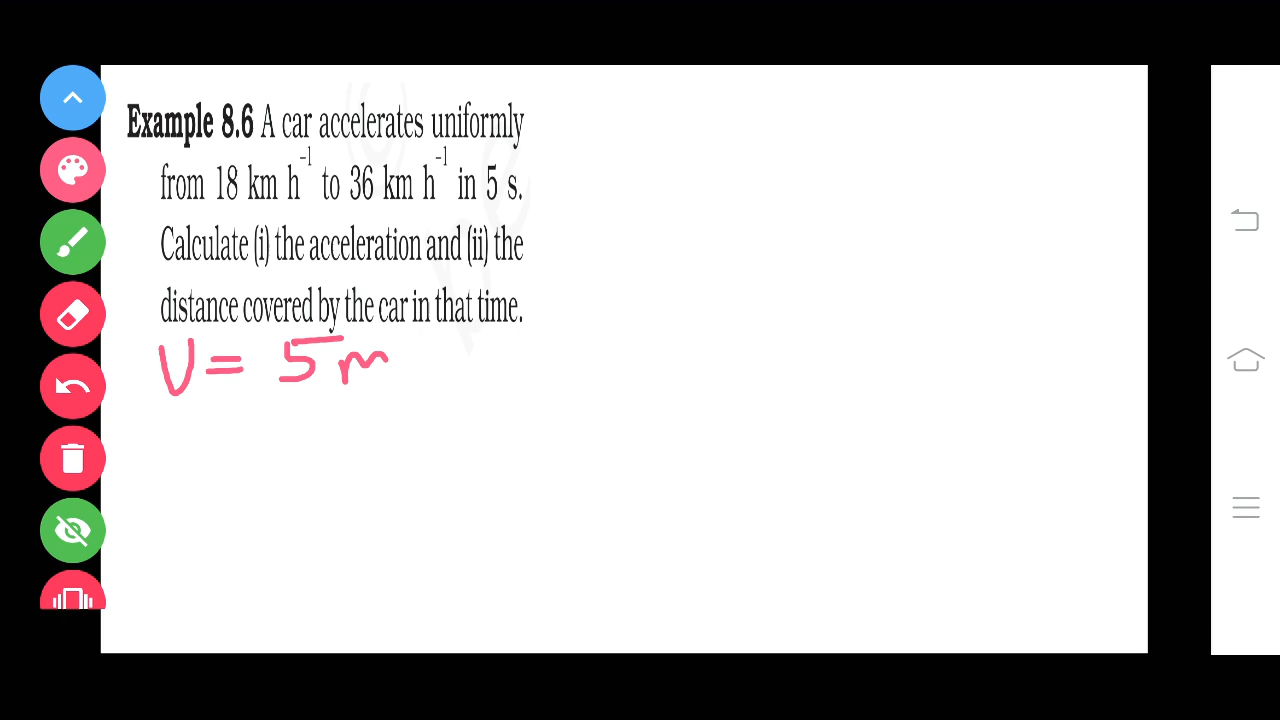 Example 8.6 A car accelerates uniformly
from 18 km h⁻¹ to 36 km h⁻¹ in 5 s.
Calculate (i) the acceleration and (ii) the
distance covered by the car in that time.
U = 5 m